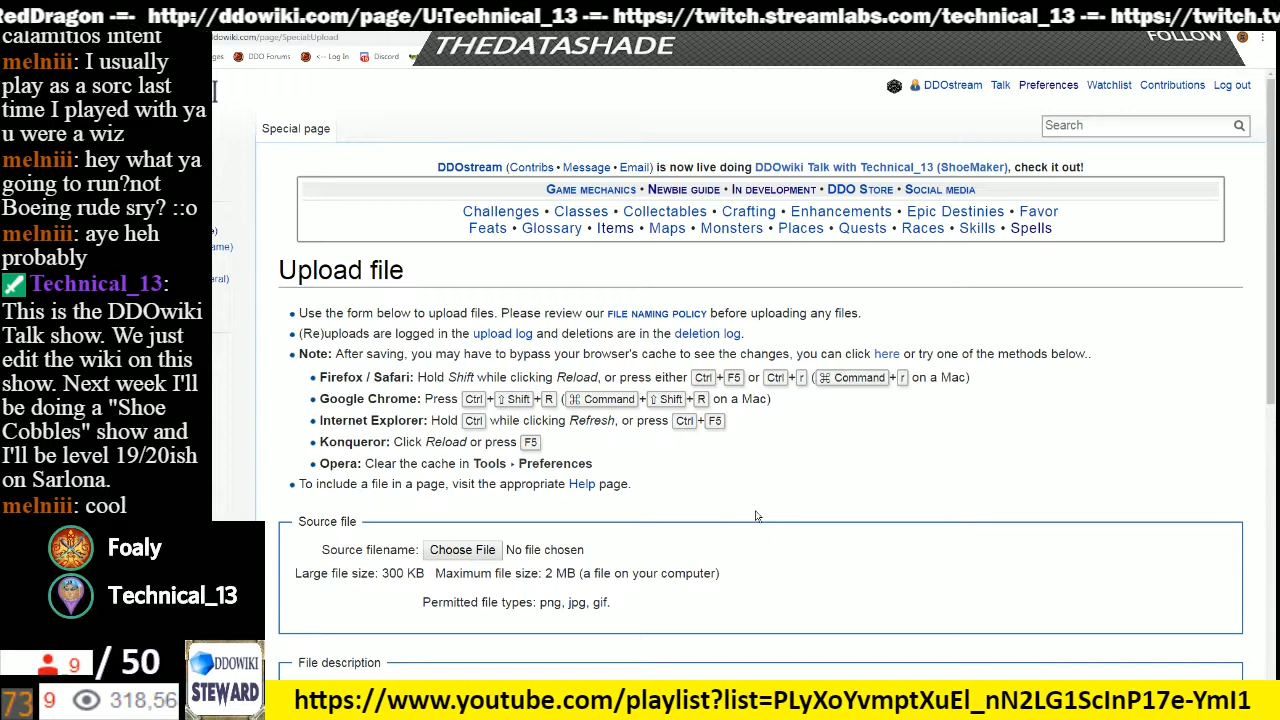 RedDragon -=- http://ddowiki.com/page/U:Technical_13 -=- https://twitch.streamlabs.com/technical_13 -=- https://twitch.tv
calamitios intent
melniii: I usually
play as a sorc last
time I played with ya
u were a wiz
melniii: hey what ya
going to run?not
Boeing rude sry? ::o
melniii: aye heh
probably
Technical_13:
This is the DDOwiki
Talk show. We just
edit the wiki on this
show. Next week I'll
be doing a "Shoe
Cobbles" show and
I'll be level 19/20ish
on Sarlona.
melniii: cool
Foaly
Technical_13
9 / 50
73 9 318,56
DDOWIKI
STEWARD
ddowiki.com/page/Special:Upload
THEDATASHADE
FOLLOW
ges DDO Forums <-- Log In Discord
DDOstream Talk Preferences Watchlist Contributions Log out
Special page
Search
DDOstream (Contribs • Message • Email) is now live doing DDOwiki Talk with Technical_13 (ShoeMaker), check it out!
GAME MECHANICS • NEWBIE GUIDE • IN DEVELOPMENT • DDO STORE • SOCIAL MEDIA
Challenges • Classes • Collectables • Crafting • Enhancements • Epic Destinies • Favor
Feats • Glossary • Items • Maps • Monsters • Places • Quests • Races • Skills • Spells
ame)
ral)
Upload file
• Use the form below to upload files. Please review our FILE NAMING POLICY before uploading any files.
• (Re)uploads are logged in the upload log and deletions are in the deletion log.
• Note: After saving, you may have to bypass your browser's cache to see the changes, you can click here or try one of the methods below..
• Firefox / Safari: Hold Shift while clicking Reload, or press either Ctrl+F5 or Ctrl+r (⌘ Command+r on a Mac)
• Google Chrome: Press Ctrl+⇧ Shift+R (⌘ Command+⇧ Shift+R on a Mac)
• Internet Explorer: Hold Ctrl while clicking Refresh, or press Ctrl+F5
• Konqueror: Click Reload or press F5
• Opera: Clear the cache in Tools ▸ Preferences
• To include a file in a page, visit the appropriate Help page.
Source file
Source filename: Choose File No file chosen
Large file size: 300 KB Maximum file size: 2 MB (a file on your computer)
Permitted file types: png, jpg, gif.
File description
https://www.youtube.com/playlist?list=PLyXoYvmptXuEl_nN2LG1ScInP17e-YmI1